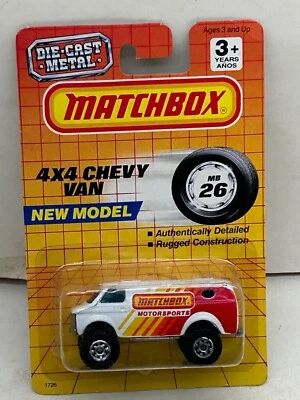 Ages 3 and Up
DIE-CAST
METAL
3+
YEARS
AÑOS
MATCHBOX
4X4 CHEVY
VAN
NEW MODEL
MB
26
Authentically Detailed
Rugged Construction
MATCHBOX
MOTORSPORTS
1726